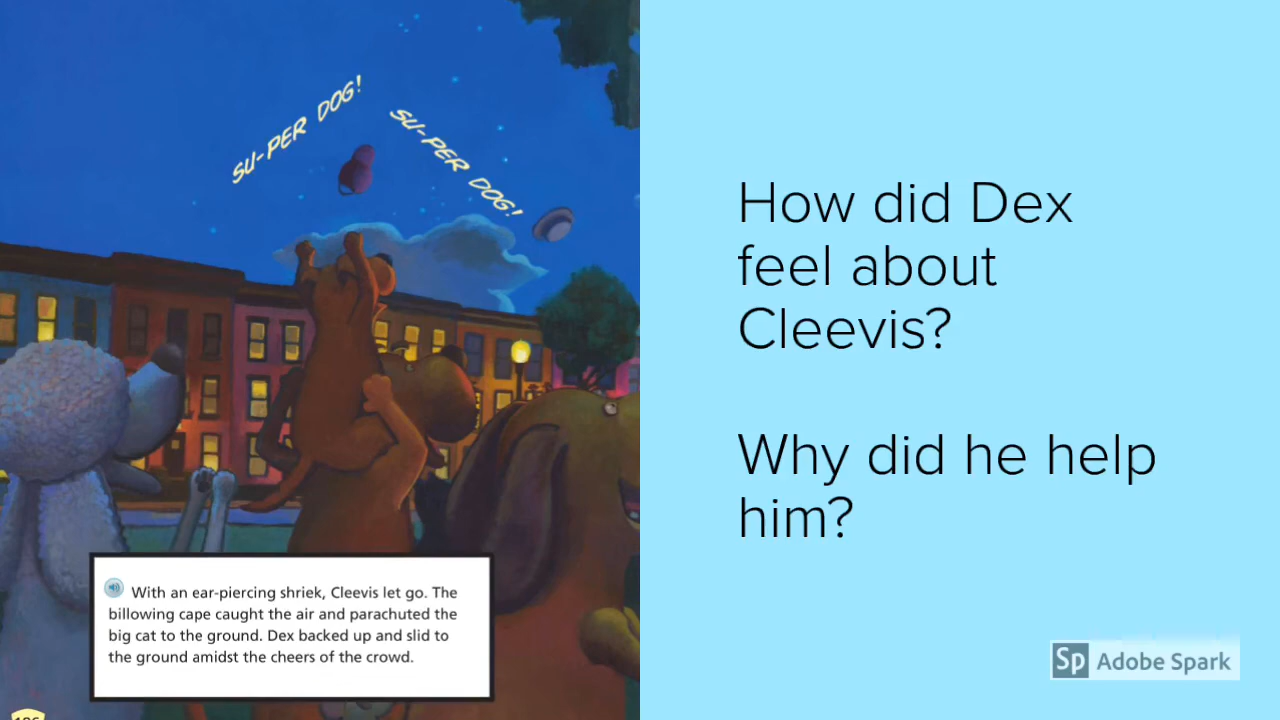 SU-PER DOG!
SU-PER DOG!
With an ear-piercing shriek, Cleevis let go. The
billowing cape caught the air and parachuted the
big cat to the ground. Dex backed up and slid to
the ground amidst the cheers of the crowd.
How did Dex
feel about
Cleevis?
Why did he help
him?
Sp Adobe Spark